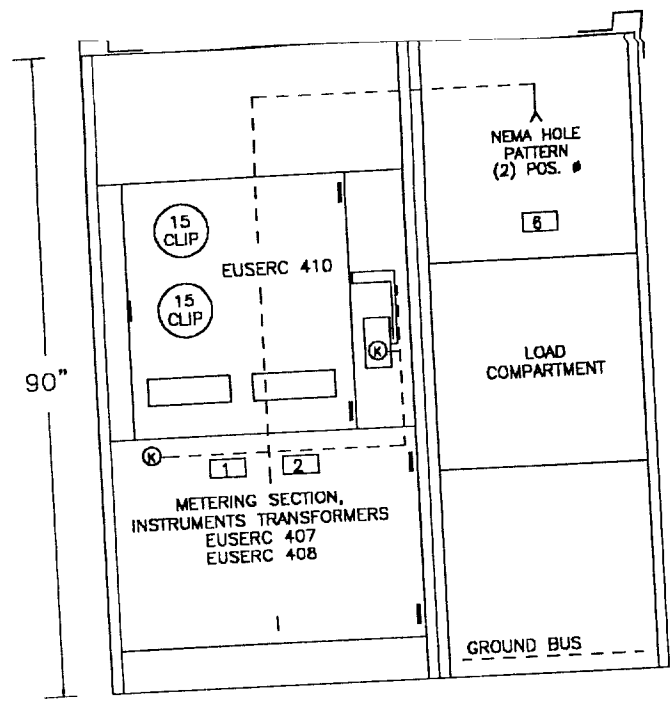 90"
15
CLIP
EUSERC 410
15
CLIP
K
K
1
2
METERING SECTION,
INSTRUMENTS TRANSFORMERS
EUSERC 407
EUSERC 408
NEMA HOLE
PATTERN
(2) POS.
6
LOAD
COMPARTMENT
GROUND BUS